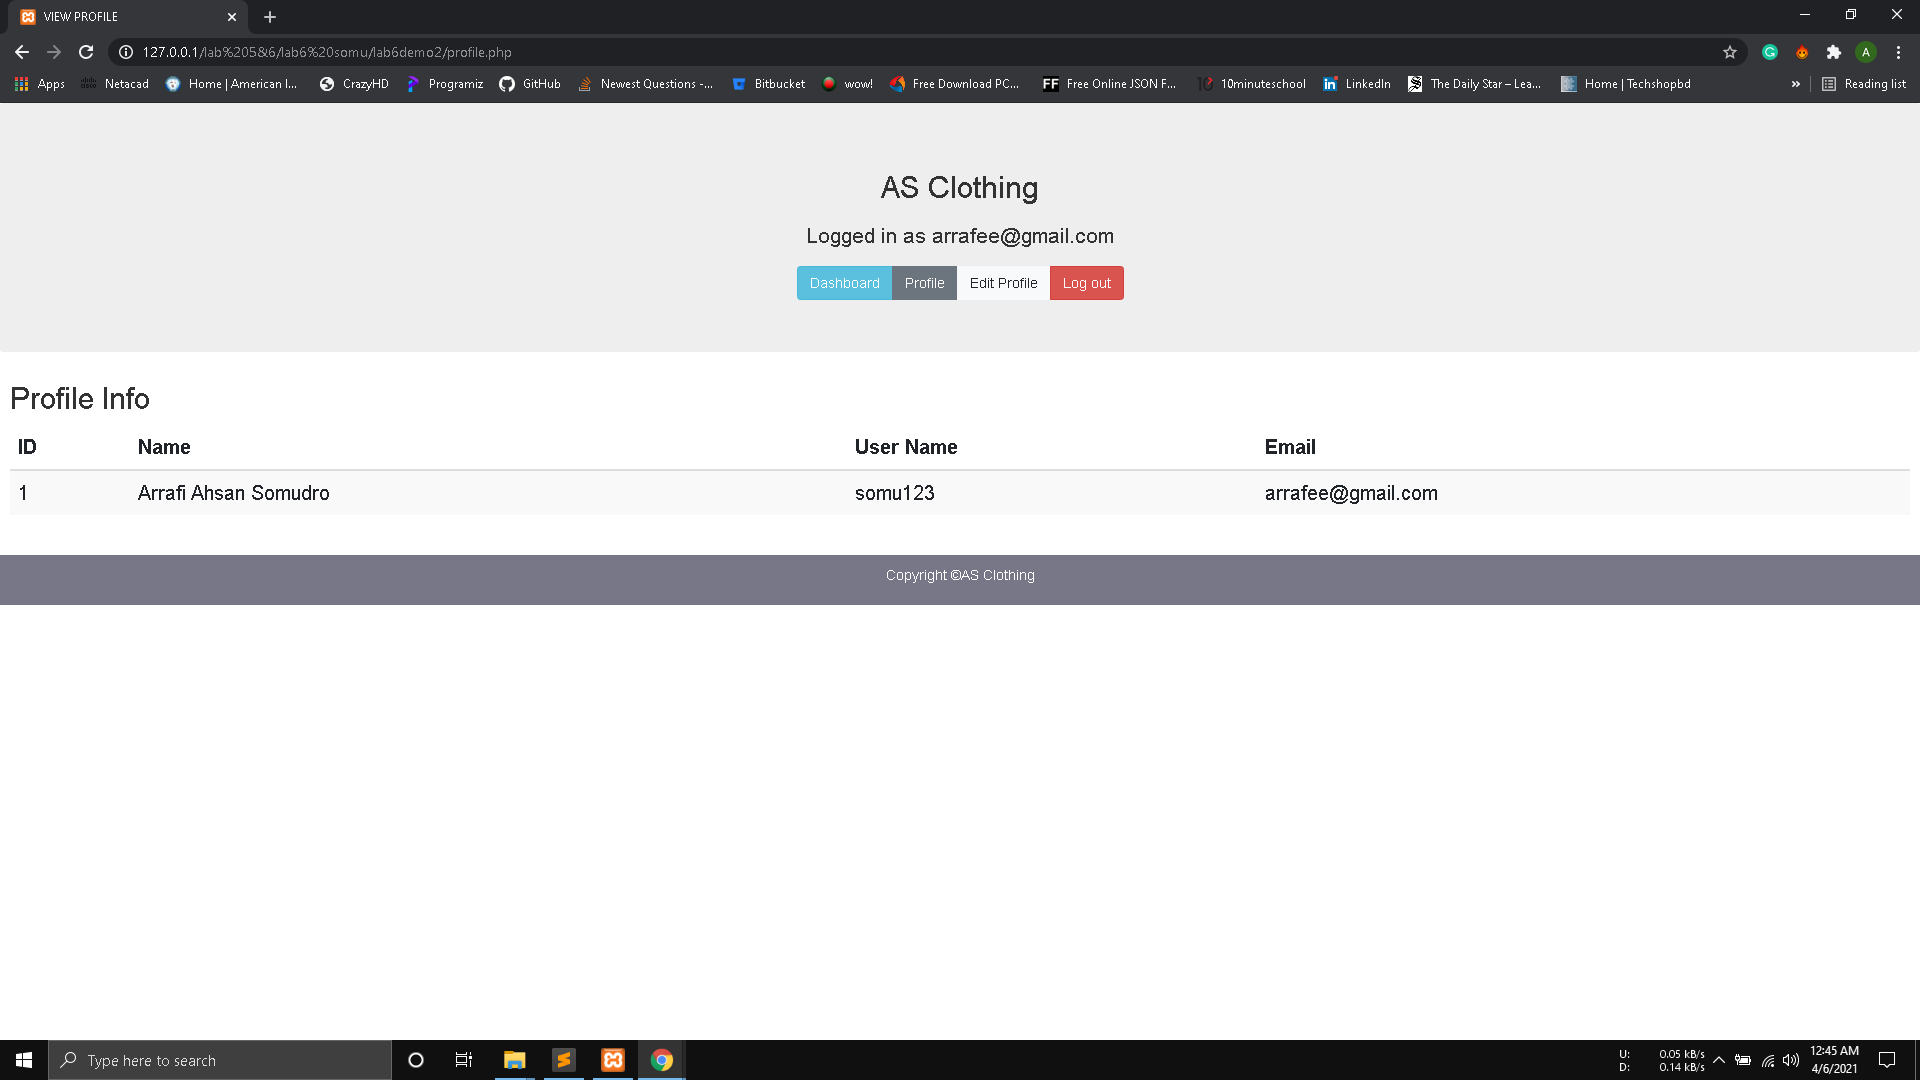 VIEW PROFILE
127.0.0.1/lab%205&6/lab6%20somu/lab6demo2/profile.php
A
Apps Netacad Home | American I... CrazyHD Programiz GitHub Newest Questions -... Bitbucket wow! Free Download PC... FF Free Online JSON F... 10 10minuteschool in LinkedIn The Daily Star – Lea... Home | Techshopbd » Reading list
AS Clothing
Logged in as arrafee@gmail.com
Dashboard Profile Edit Profile Log out
Profile Info
ID Name User Name Email
1 Arrafi Ahsan Somudro somu123 arrafee@gmail.com
Copyright ©AS Clothing
Type here to search
U: 0.05 kB/s
D: 0.14 kB/s
12:45 AM
4/6/2021